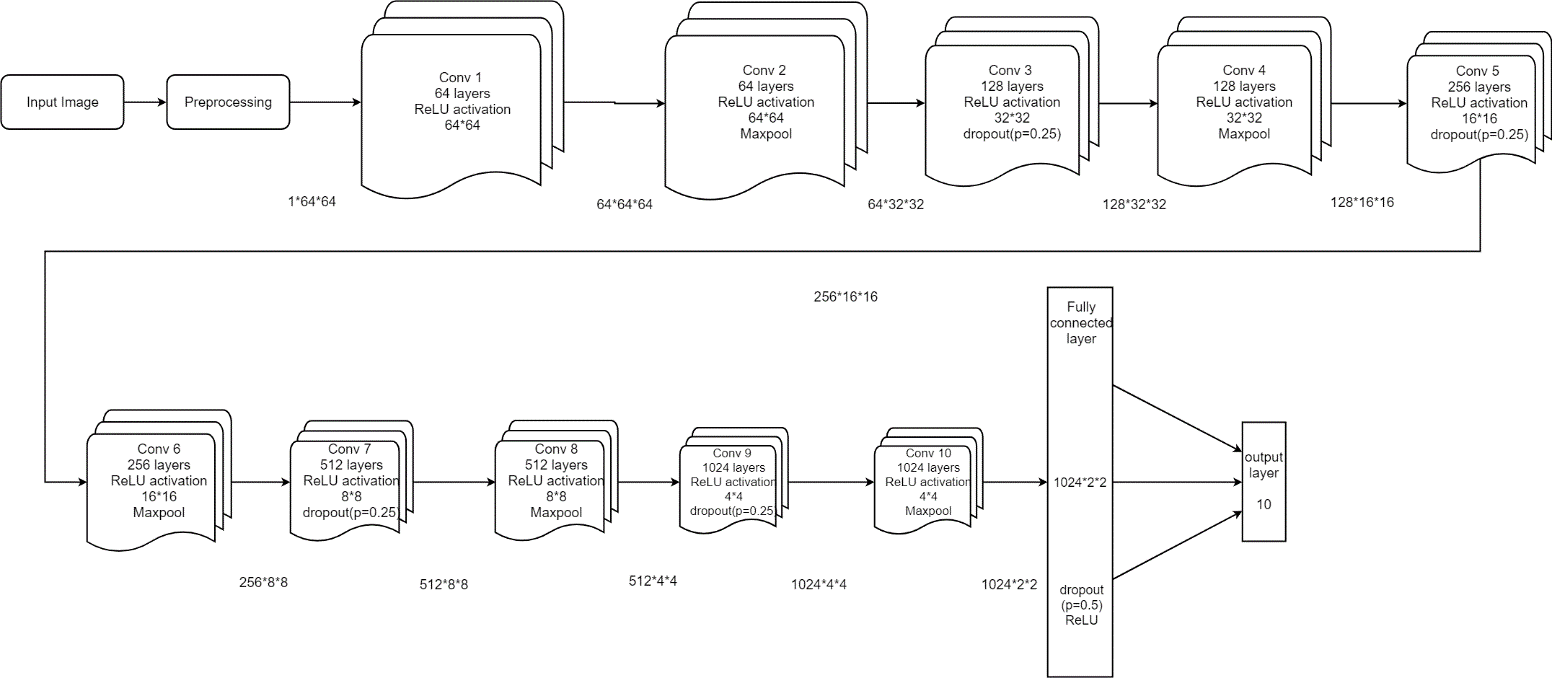 Input Image
Preprocessing
Conv 1
64 layers
ReLU activation
64*64
Conv 2
64 layers
ReLU activation
64*64
Maxpool
Conv 3
128 layers
ReLU activation
32*32
dropout(p=0.25)
Conv 4
128 layers
ReLU activation
32*32
Maxpool
Conv 5
256 layers
ReLU activation
16*16
dropout(p=0.25)
1*64*64
64*64*64
64*32*32
128*32*32
128*16*16
256*16*16
Conv 6
256 layers
ReLU activation
16*16
Maxpool
Conv 7
512 layers
ReLU activation
8*8
dropout(p=0.25)
Conv 8
512 layers
ReLU activation
8*8
Maxpool
Conv 9
1024 layers
ReLU activation
4*4
dropout(p=0.25)
Conv 10
1024 layers
ReLU activation
4*4
Maxpool
Fully
connected
layer
1024*2*2
dropout
(p=0.5)
ReLU
output
layer
10
256*8*8
512*8*8
512*4*4
1024*4*4
1024*2*2